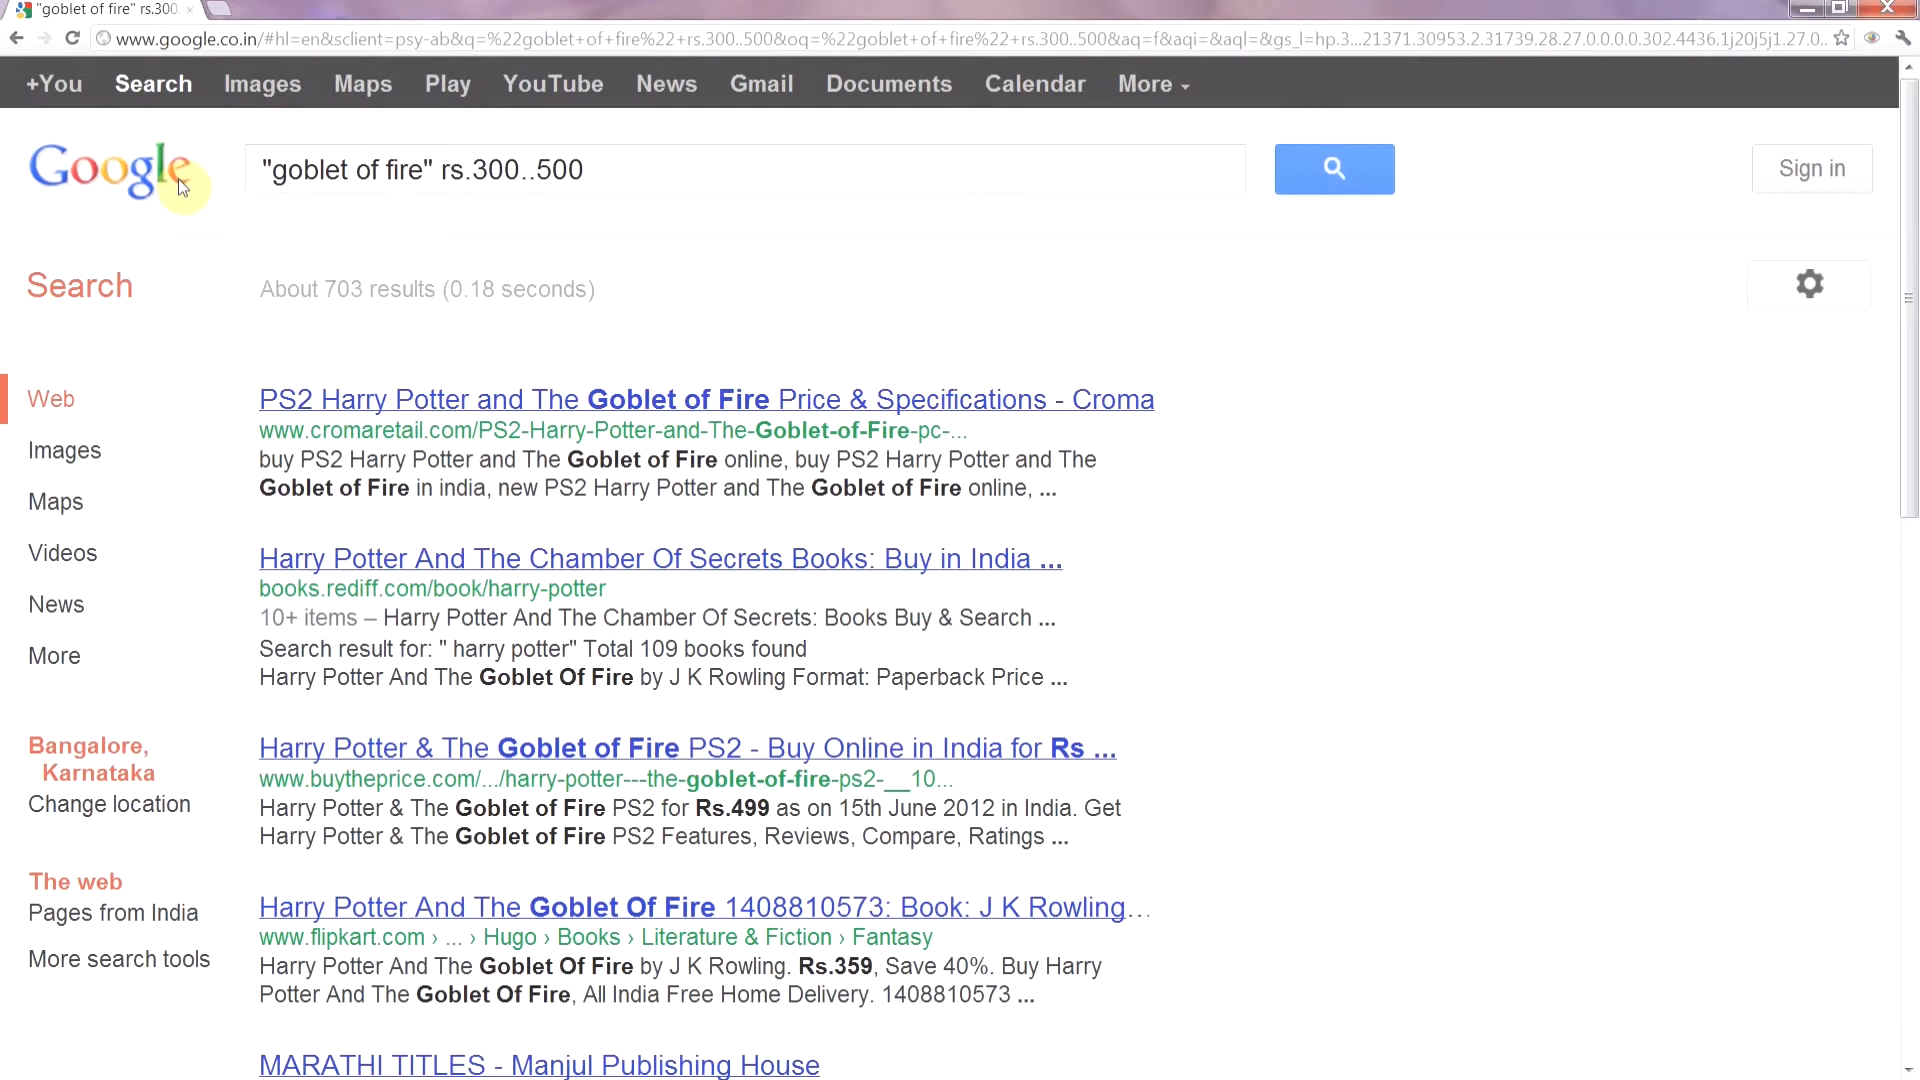 "goblet of fire" rs.300
www.google.co.in/#hl=en&sclient=psy-ab&q=%22goblet+of+fire%22+rs.300..500&oq=%22goblet+of+fire%22+rs.300..500&aq=f&aqi=&aql=&gs_l=hp.3...21371.30953.2.31739.28.27.0.0.0.0.302.4436.1j20j5j1.27.0..
+You Search Images Maps Play YouTube News Gmail Documents Calendar More
Google "goblet of fire" rs.300..500 Sign in
Search About 703 results (0.18 seconds)
Web
Images
Maps
Videos
News
More
Bangalore,
Karnataka
Change location
The web
Pages from India
More search tools
PS2 Harry Potter and The Goblet of Fire Price & Specifications - Croma
www.cromaretail.com/PS2-Harry-Potter-and-The-Goblet-of-Fire-pc-...
buy PS2 Harry Potter and The Goblet of Fire online, buy PS2 Harry Potter and The
Goblet of Fire in india, new PS2 Harry Potter and The Goblet of Fire online, ...
Harry Potter And The Chamber Of Secrets Books: Buy in India ...
books.rediff.com/book/harry-potter
10+ items – Harry Potter And The Chamber Of Secrets: Books Buy & Search ...
Search result for: " harry potter" Total 109 books found
Harry Potter And The Goblet Of Fire by J K Rowling Format: Paperback Price ...
Harry Potter & The Goblet of Fire PS2 - Buy Online in India for Rs ...
www.buytheprice.com/.../harry-potter---the-goblet-of-fire-ps2-__10...
Harry Potter & The Goblet of Fire PS2 for Rs.499 as on 15th June 2012 in India. Get
Harry Potter & The Goblet of Fire PS2 Features, Reviews, Compare, Ratings ...
Harry Potter And The Goblet Of Fire 1408810573: Book: J K Rowling...
www.flipkart.com › ... › Hugo › Books › Literature & Fiction › Fantasy
Harry Potter And The Goblet Of Fire by J K Rowling. Rs.359, Save 40%. Buy Harry
Potter And The Goblet Of Fire, All India Free Home Delivery. 1408810573 ...
MARATHI TITLES - Manjul Publishing House